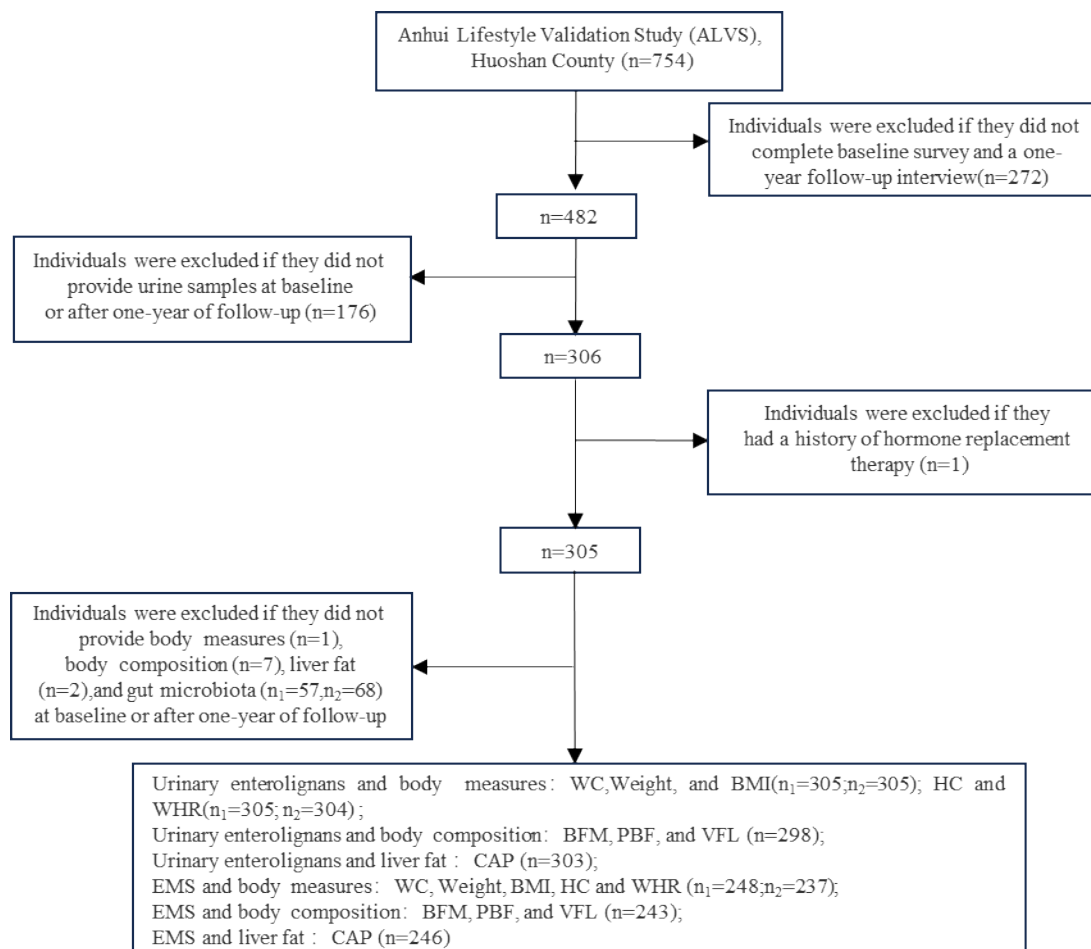 Anhui Lifestyle Validation Study (ALVS),
Huoshan County (n=754)
Individuals were excluded if they did not
complete baseline survey and a one-
year follow-up interview(n=272)
n=482
Individuals were excluded if they did not
provide urine samples at baseline
or after one-year of follow-up (n=176)
n=306
Individuals were excluded if they
had a history of hormone replacement
therapy (n=1)
n=305
Individuals were excluded if they did not
provide body measures (n=1),
body composition (n=7), liver fat
(n=2),and gut microbiota (n₁=57,n₂=68)
at baseline or after one-year of follow-up
Urinary enterolignans and body measures: WC,Weight, and BMI(n₁=305;n₂=305); HC and
WHR(n₁=305; n₂=304) ;
Urinary enterolignans and body composition: BFM, PBF, and VFL (n=298);
Urinary enterolignans and liver fat : CAP (n=303);
EMS and body measures: WC, Weight, BMI, HC and WHR (n₁=248;n₂=237);
EMS and body composition: BFM, PBF, and VFL (n=243);
EMS and liver fat : CAP (n=246)